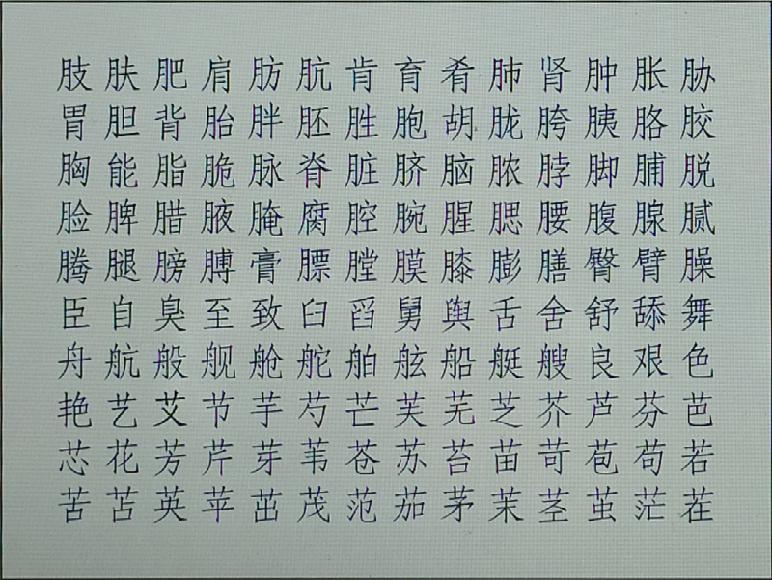 肢肤肥肩肪肮肯育肴肺肾肿胀胁
胃胆背胎胖胚胜胞胡胧胯胰胳胶
胸能脂脆脉脊脏脐脑脓脖脚脯脱
脸脾腊腋腌腐腔腕腥腮腰腹腺腻
腾腿膀膊膏膘膛膜膝膨膳臀臂臊
臣自臭至致臼舀舅舆舌舍舒舔舞
舟航般舰舱舵舶舷船艇艘良艰色
艳艺艾节芋芍芒芙芜芝芥芦芬芭
芯花芳芹芽苇苍苏苔苗苛苞苟若
苦苫英苹茁茂范茄茅茉茎茧茫茬